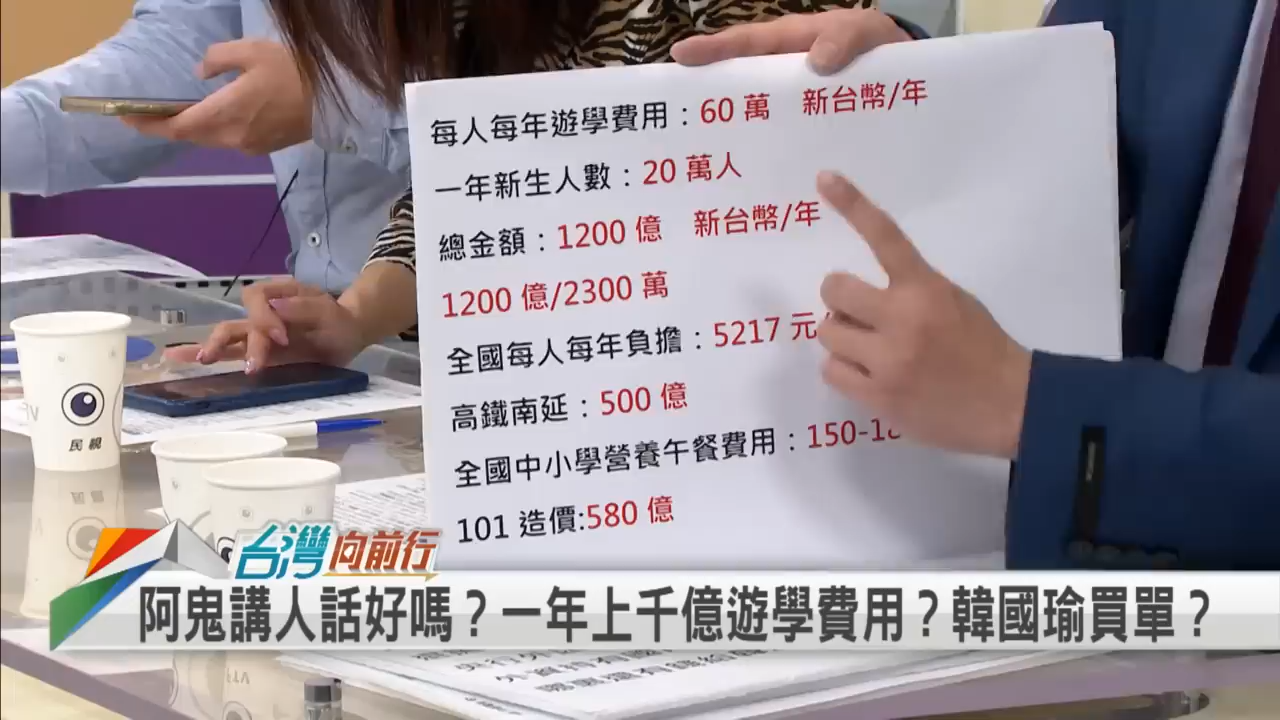 每人每年遊學費用：60 萬 新台幣/年
一年新生人數：20 萬人
總金額：1200 億 新台幣/年
1200 億/2300 萬
全國每人每年負擔：5217 元
高鐵南延：500 億
全國中小學營養午餐費用：150-18
101 造價:580 億
民視
台灣向前行
阿鬼講人話好嗎？一年上千億遊學費用？韓國瑜買單？